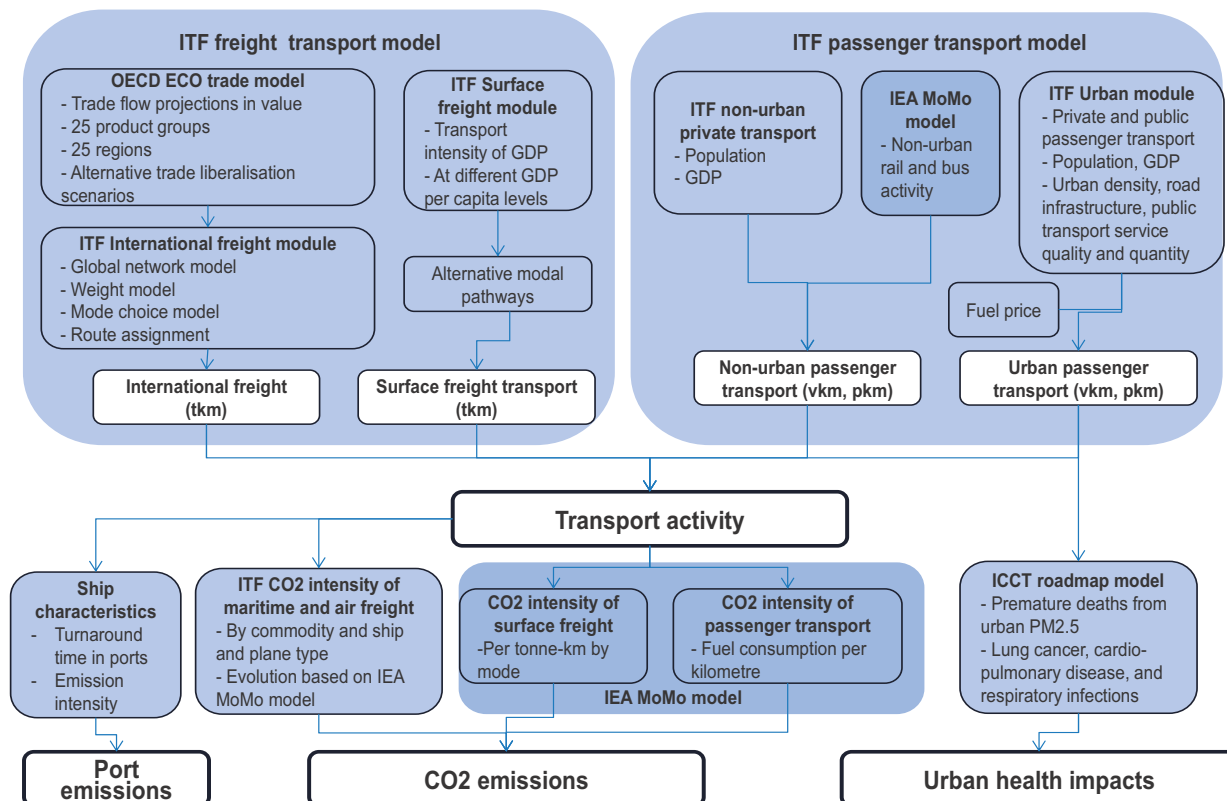 ITF freight transport model
OECD ECO trade model
- Trade flow projections in value
- 25 product groups
- 25 regions
- Alternative trade liberalisation
scenarios
ITF Surface
freight module
- Transport
intensity of GDP
- At different GDP
per capita levels
ITF International freight module
- Global network model
- Weight model
- Mode choice model
- Route assignment
Alternative modal
pathways
International freight
(tkm)
Surface freight transport
(tkm)
ITF passenger transport model
ITF non-urban
private transport
- Population
- GDP
IEA MoMo
model
- Non-urban
rail and bus
activity
ITF Urban module
- Private and public
passenger transport
- Population, GDP
- Urban density, road
infrastructure, public
transport service
quality and quantity
Fuel price
Non-urban passenger
transport (vkm, pkm)
Urban passenger
transport (vkm, pkm)
Transport activity
Ship
characteristics
- Turnaround
time in ports
- Emission
intensity
ITF CO2 intensity of
maritime and air freight
- By commodity and ship
and plane type
- Evolution based on IEA
MoMo model
CO2 intensity of
surface freight
- Per tonne-km by
mode
CO2 intensity of
passenger transport
- Fuel consumption per
kilometre
IEA MoMo model
ICCT roadmap model
- Premature deaths from
urban PM2.5
- Lung cancer, cardio-
pulmonary disease, and
respiratory infections
Port
emissions
CO2 emissions
Urban health impacts